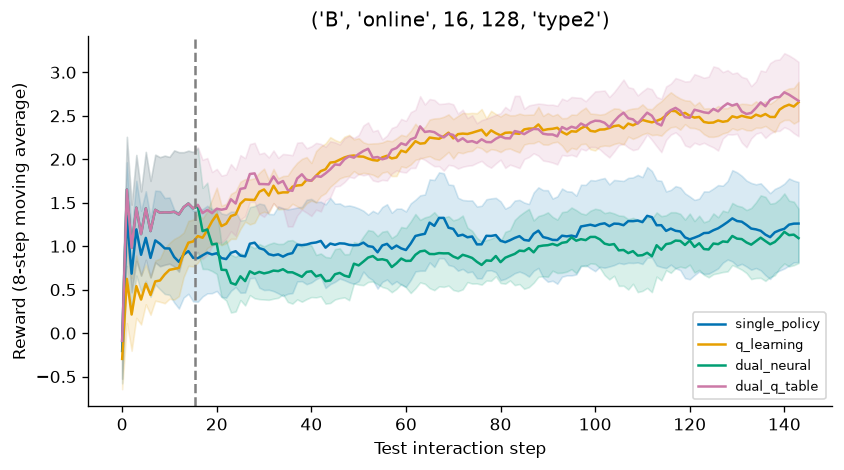 ('B', 'online', 16, 128, 'type2')
Reward (8-step moving average)
3.0
2.5
2.0
1.5
1.0
0.5
0.0
−0.5
0 20 40 60 80 100 120 140
Test interaction step
single_policy
q_learning
dual_neural
dual_q_table